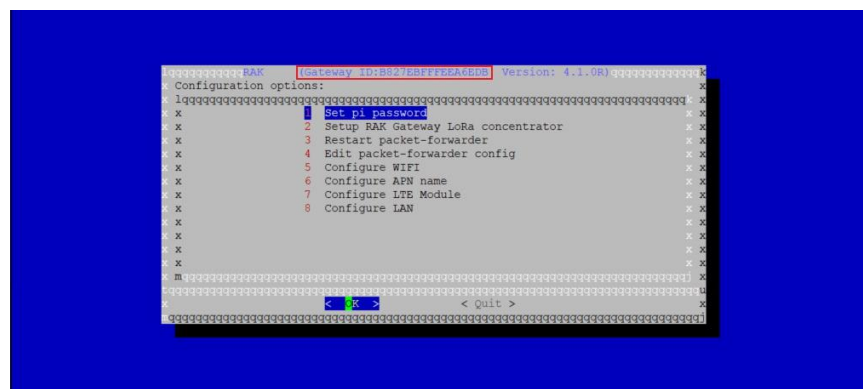 RAK (Gateway ID:B827EBFFFEEA6EDB Version: 4.1.0R)
Configuration options:
1 Set pi password
2 Setup RAK Gateway LoRa concentrator
3 Restart packet-forwarder
4 Edit packet-forwarder config
5 Configure WIFI
6 Configure APN name
7 Configure LTE Module
8 Configure LAN
< OK > < Quit >